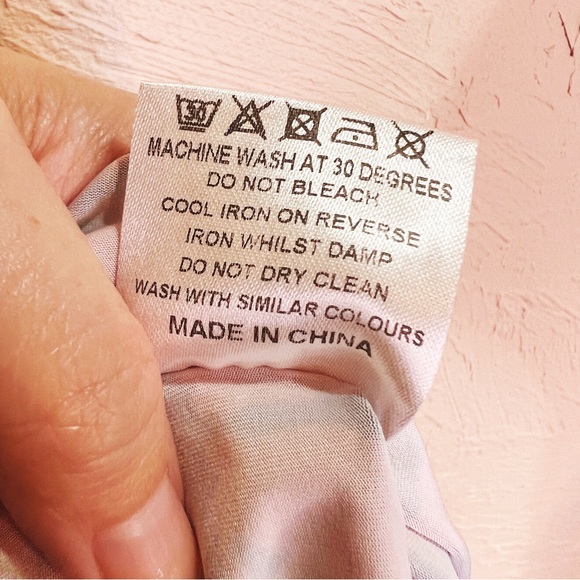 30
MACHINE WASH AT 30 DEGREES
DO NOT BLEACH
COOL IRON ON REVERSE
IRON WHILST DAMP
DO NOT DRY CLEAN
WASH WITH SIMILAR COLOURS
MADE IN CHINA